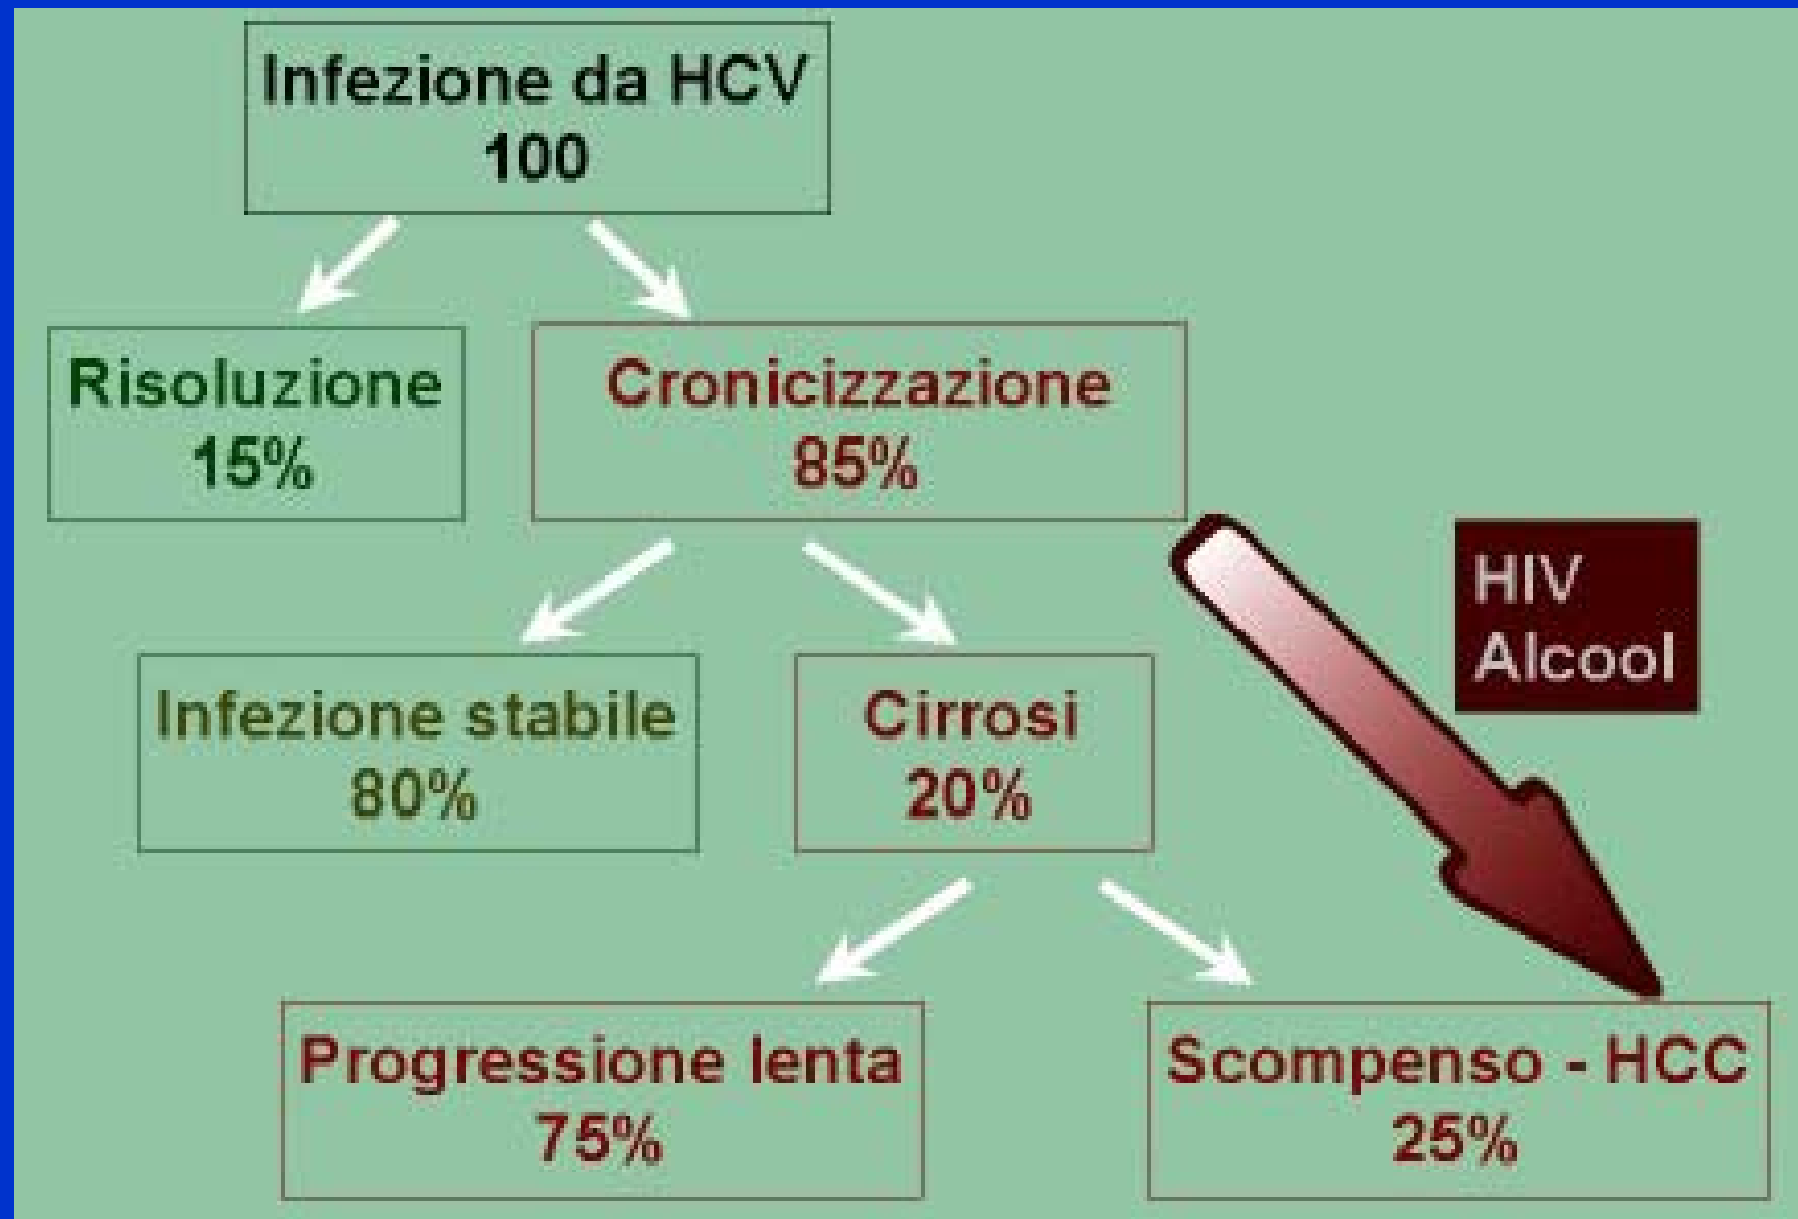 Infezione da HCV
100
Risoluzione
15%
Cronicizzazione
85%
HIV
Alcool
Infezione stabile
80%
Cirrosi
20%
Progressione lenta
75%
Scompenso - HCC
25%